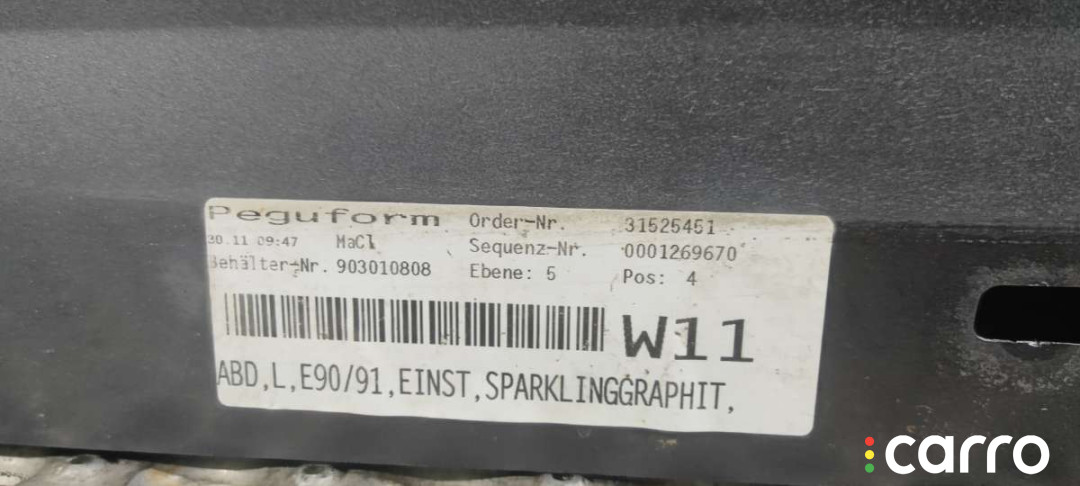 Peguform
30.11 09:47 MaCl
Behälter-Nr. 903010808
Order-Nr. 31525451
Sequenz-Nr. 0001269670
Ebene: 5 Pos: 4
W11
ABD,L,E90/91,EINST,SPARKLINGGRAPHIT,
carro